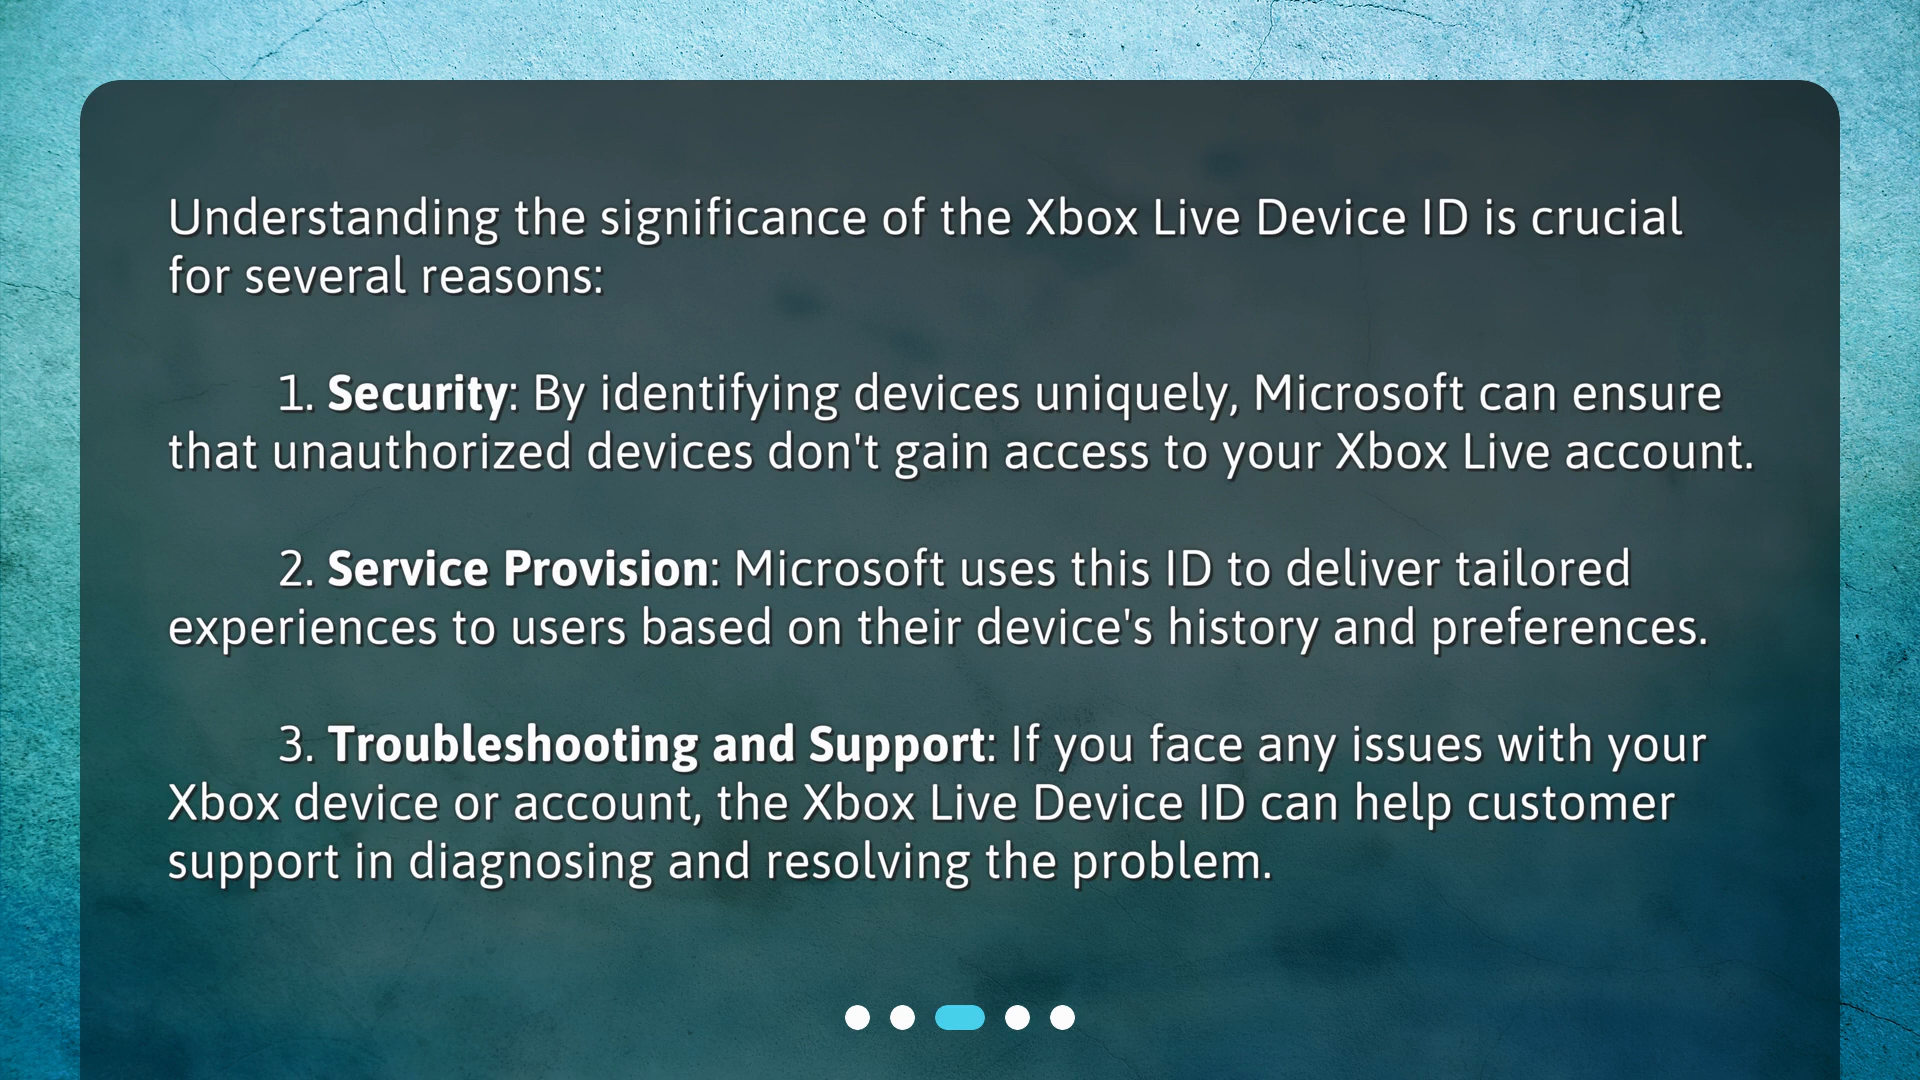 Understanding the significance of the Xbox Live Device ID is crucial
for several reasons:
1. Security: By identifying devices uniquely, Microsoft can ensure
that unauthorized devices don't gain access to your Xbox Live account.
2. Service Provision: Microsoft uses this ID to deliver tailored
experiences to users based on their device's history and preferences.
3. Troubleshooting and Support: If you face any issues with your
Xbox device or account, the Xbox Live Device ID can help customer
support in diagnosing and resolving the problem.